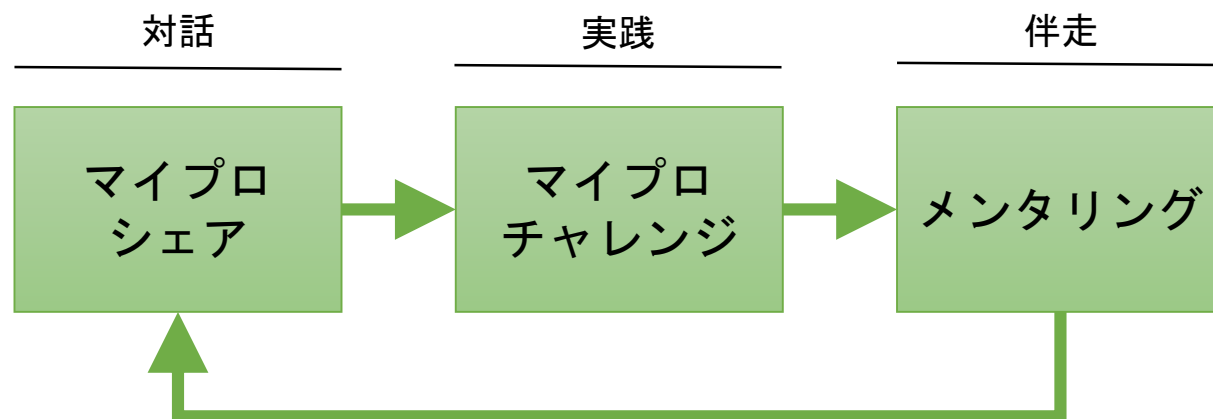 対話
実践
伴走
マイプロ
シェア
マイプロ
チャレンジ
メンタリング